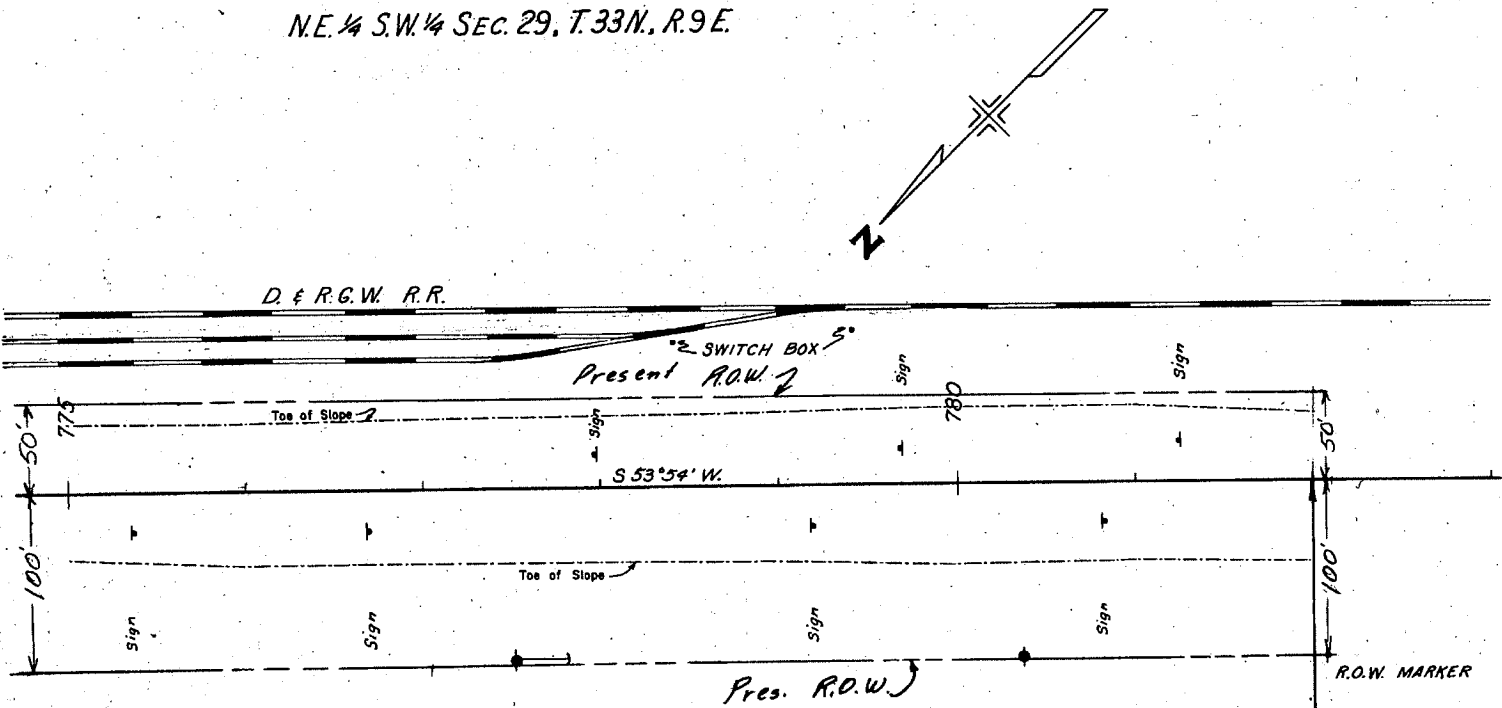 N.E. ¼ S.W. ¼ SEC. 29, T. 33N., R. 9 E.
N
D. & R.G.W. R.R.
SWITCH BOX
Present R.O.W.
Sign
Sign
775
Toe of Slope
Sign
780
50'
50'
S 53°54' W.
100'
100'
Toe of Slope
Sign
Sign
Sign
Sign
Pres. R.O.W.
R.O.W. MARKER